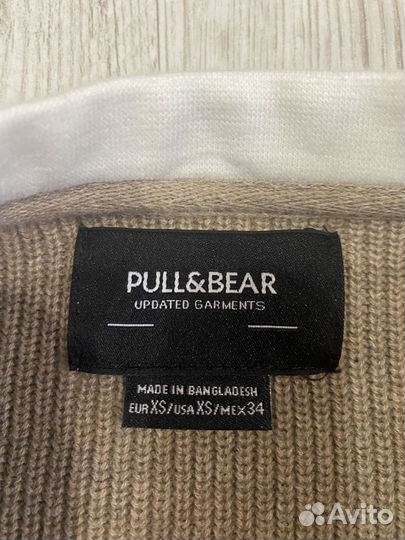 PULL&BEAR
UPDATED GARMENTS
MADE IN BANGLADESH
EUR XS/USA XS/MEX 34
Avito